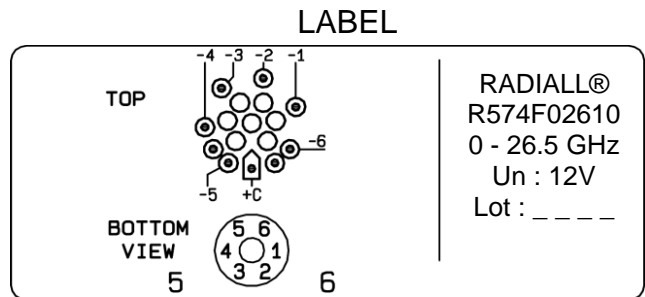 LABEL
-4 -3 -2 -1
TOP
-6
-5 +C
BOTTOM
VIEW
5 6
4 1
3 2
5 6
RADIALL®
R574F02610
0 - 26.5 GHz
Un : 12V
Lot : _ _ _ _